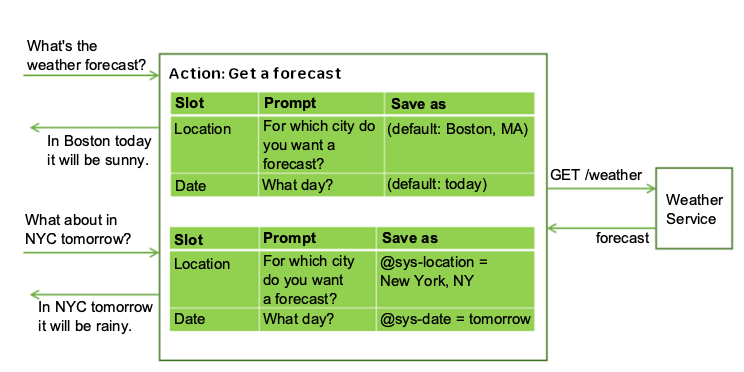 What's the
weather forecast?
In Boston today
it will be sunny.
What about in
NYC tomorrow?
In NYC tomorrow
it will be rainy.
Action: Get a forecast
Slot Prompt Save as
Location For which city do (default: Boston, MA)
you want a
forecast?
Date What day? (default: today)
Slot Prompt Save as
Location For which city @sys-location =
do you want New York, NY
a forecast?
Date What day? @sys-date = tomorrow
GET /weather
forecast
Weather
Service